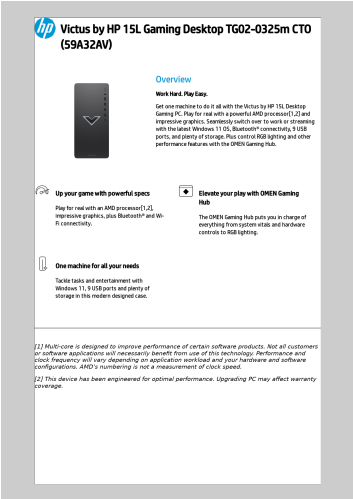 hp
Victus by HP 15L Gaming Desktop TG02-0325m CTO
(59A32AV)
Overview
Work Hard. Play Easy.
Get one machine to do it all with the Victus by HP 15L Desktop
Gaming PC. Play for real with a powerful AMD processor[1,2] and
impressive graphics. Seamlessly switch over to work or streaming
with the latest Windows 11 OS, Bluetooth® connectivity, 9 USB
ports, and plenty of storage. Plus control RGB lighting and other
performance features with the OMEN Gaming Hub.
Up your game with powerful specs
Play for real with an AMD processor[1,2],
impressive graphics, plus Bluetooth® and Wi-
Fi connectivity.
Elevate your play with OMEN Gaming
Hub
The OMEN Gaming Hub puts you in charge of
everything from system vitals and hardware
controls to RGB lighting.
One machine for all your needs
Tackle tasks and entertainment with
Windows 11, 9 USB ports and plenty of
storage in this modern designed case.
[1] Multi-core is designed to improve performance of certain software products. Not all customers
or software applications will necessarily benefit from use of this technology. Performance and
clock frequency will vary depending on application workload and your hardware and software
configurations. AMD's numbering is not a measurement of clock speed.
[2] This device has been engineered for optimal performance. Upgrading PC may affect warranty
coverage.